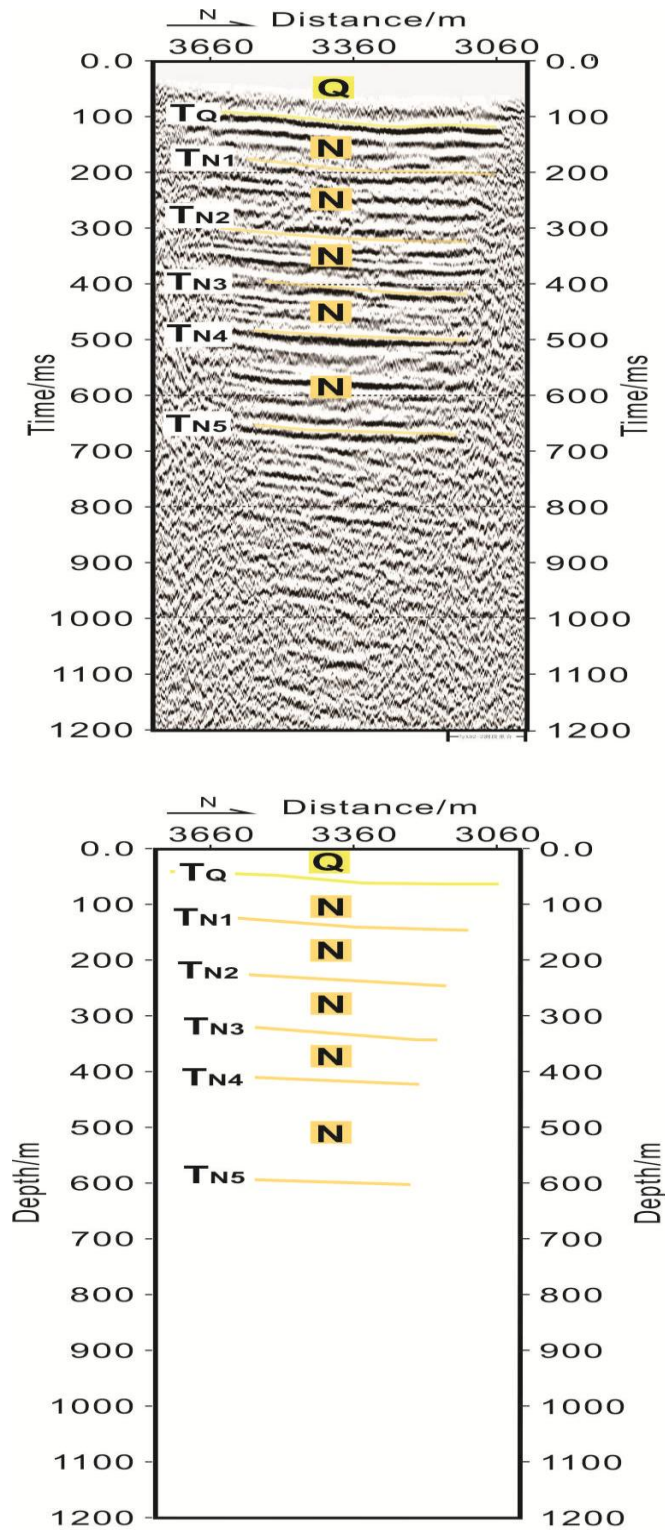 N Distance/m
3660 3360 3060
0.0 Q 0.0
TQ 100 100
N
TN1 200 200
N
TN2 300 300
N
TN3 400 400
N
TN4 500 500
N
600 600
TN5 700 700
800 800
900 900
1000 1000
1100 1100
1200 1200
Time/ms Time/ms
N Distance/m
3660 3360 3060
0.0 Q 0.0
TQ
100 N 100
TN1
N
200 200
TN2
N
300 300
TN3
N
400 400
TN4
500 N 500
TN5
600 600
700 700
800 800
900 900
1000 1000
1100 1100
1200 1200
Depth/m Depth/m